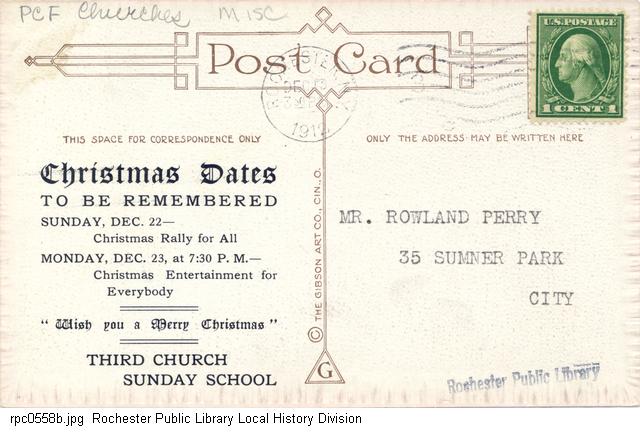 PCF Churches Misc
U.S. POSTAGE
Post Card
1 CENT 1
ROCHESTER
DEC
1912
THIS SPACE FOR CORRESPONDENCE ONLY
ONLY THE ADDRESS MAY BE WRITTEN HERE
Christmas Dates
TO BE REMEMBERED
SUNDAY, DEC. 22—
Christmas Rally for All
MONDAY, DEC. 23, at 7:30 P. M.—
Christmas Entertainment for
Everybody
"Wish you a Merry Christmas"
THIRD CHURCH
SUNDAY SCHOOL
© THE GIBSON ART CO., CIN., O.
G
MR. ROWLAND PERRY
35 SUMNER PARK
CITY
Rochester Public Library
rpc0558b.jpg Rochester Public Library Local History Division